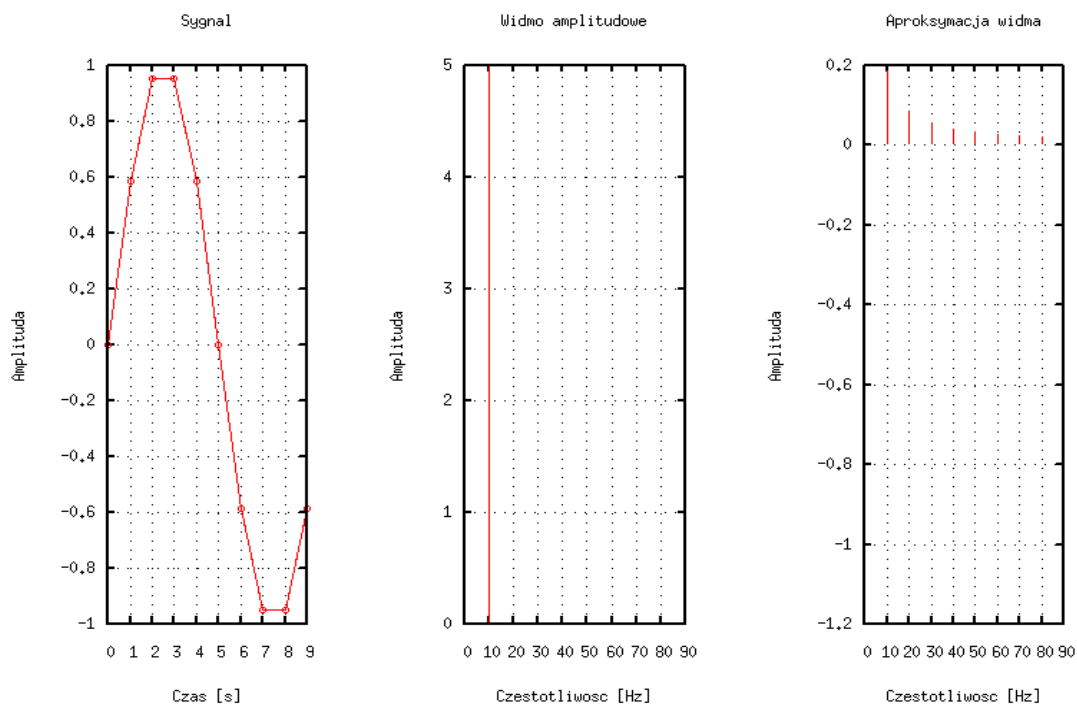 Sygnal
1
0.8
0.6
0.4
0.2
0
-0.2
-0.4
-0.6
-0.8
-1
0 1 2 3 4 5 6 7 8 9
Amplituda
Czas [s]
Widmo amplitudowe
5
4
3
2
1
0
0 10 20 30 40 50 60 70 80 90
Amplituda
Czestotliwosc [Hz]
Aproksymacja widma
0.2
0
-0.2
-0.4
-0.6
-0.8
-1
-1.2
0 10 20 30 40 50 60 70 80 90
Amplituda
Czestotliwosc [Hz]